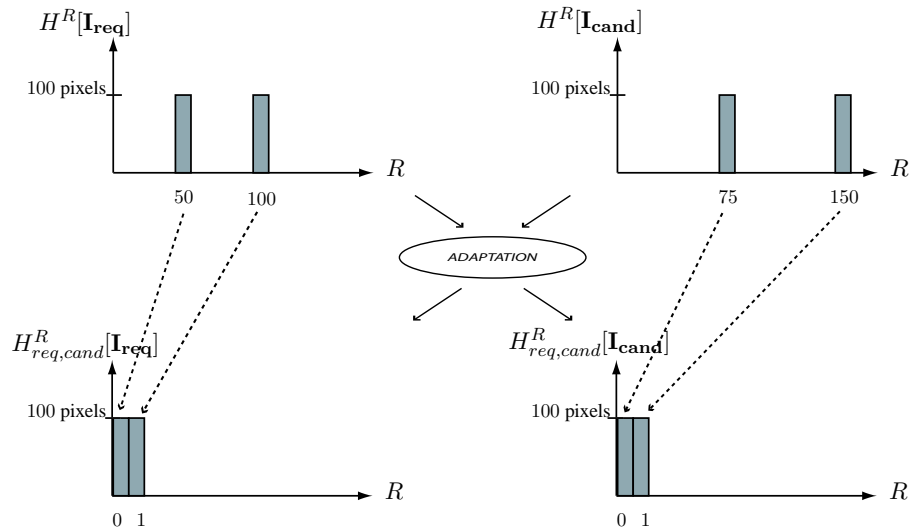 H^R[I_req]
100 pixels
R
50 100
H^R[I_cand]
100 pixels
R
75 150
ADAPTATION
H^R_{req,cand}[I_req]
100 pixels
R
0 1
H^R_{req,cand}[I_cand]
100 pixels
R
0 1